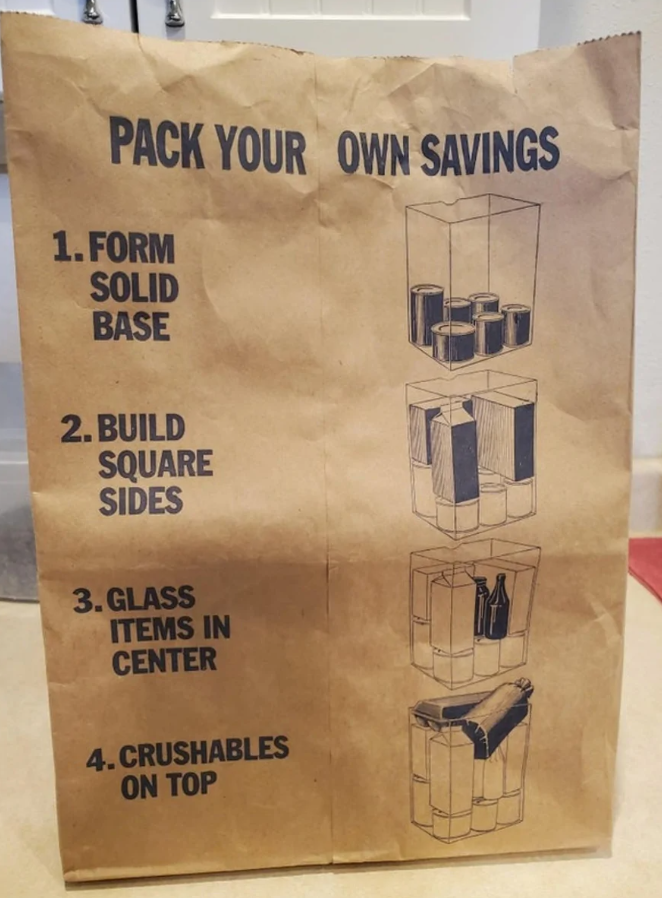 PACK YOUR OWN SAVINGS
1. FORM
SOLID
BASE
2. BUILD
SQUARE
SIDES
3. GLASS
ITEMS IN
CENTER
4. CRUSHABLES
ON TOP